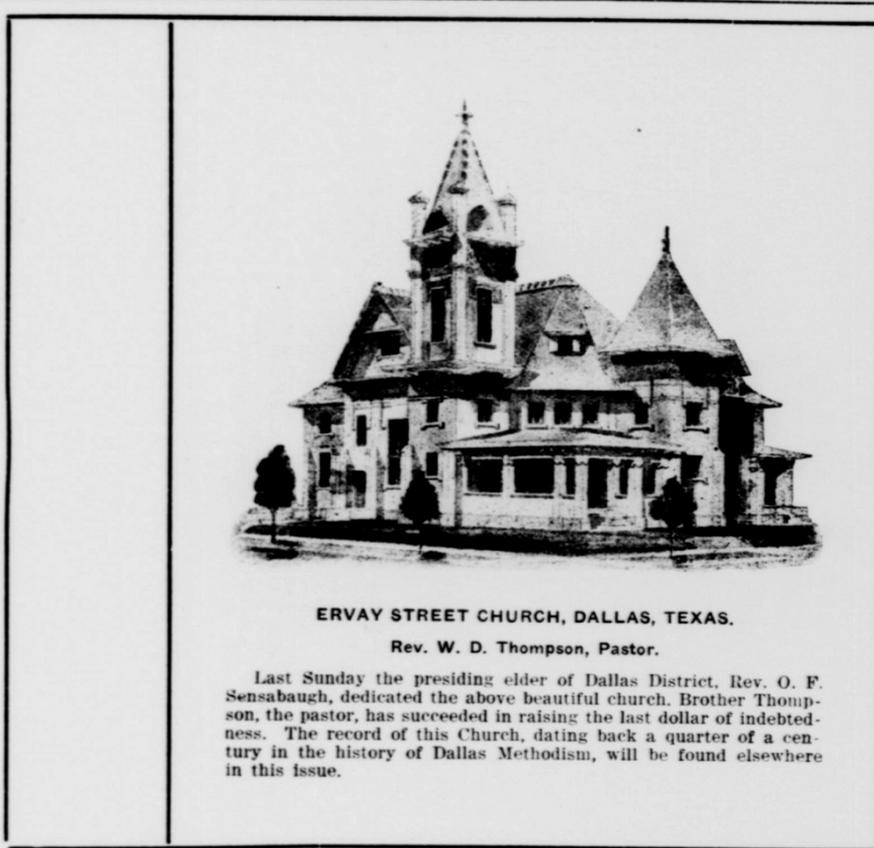 ERVAY STREET CHURCH, DALLAS, TEXAS.
Rev. W. D. Thompson, Pastor.
Last Sunday the presiding elder of Dallas District, Rev. O. F.
Sensabaugh, dedicated the above beautiful church. Brother Thomp-
son, the pastor, has succeeded in raising the last dollar of indebted-
ness. The record of this Church, dating back a quarter of a cen-
tury in the history of Dallas Methodism, will be found elsewhere
in this issue.